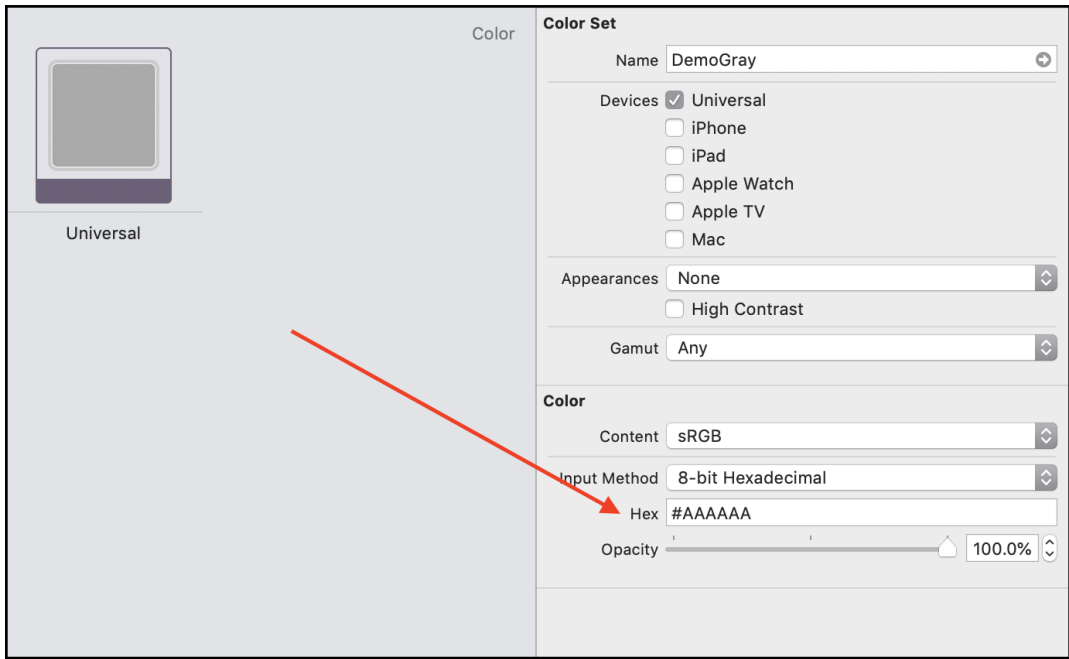 Color
Universal
Color Set
Name DemoGray
Devices Universal
iPhone
iPad
Apple Watch
Apple TV
Mac
Appearances None
High Contrast
Gamut Any
Color
Content sRGB
Input Method 8-bit Hexadecimal
Hex #AAAAAA
Opacity 100.0%